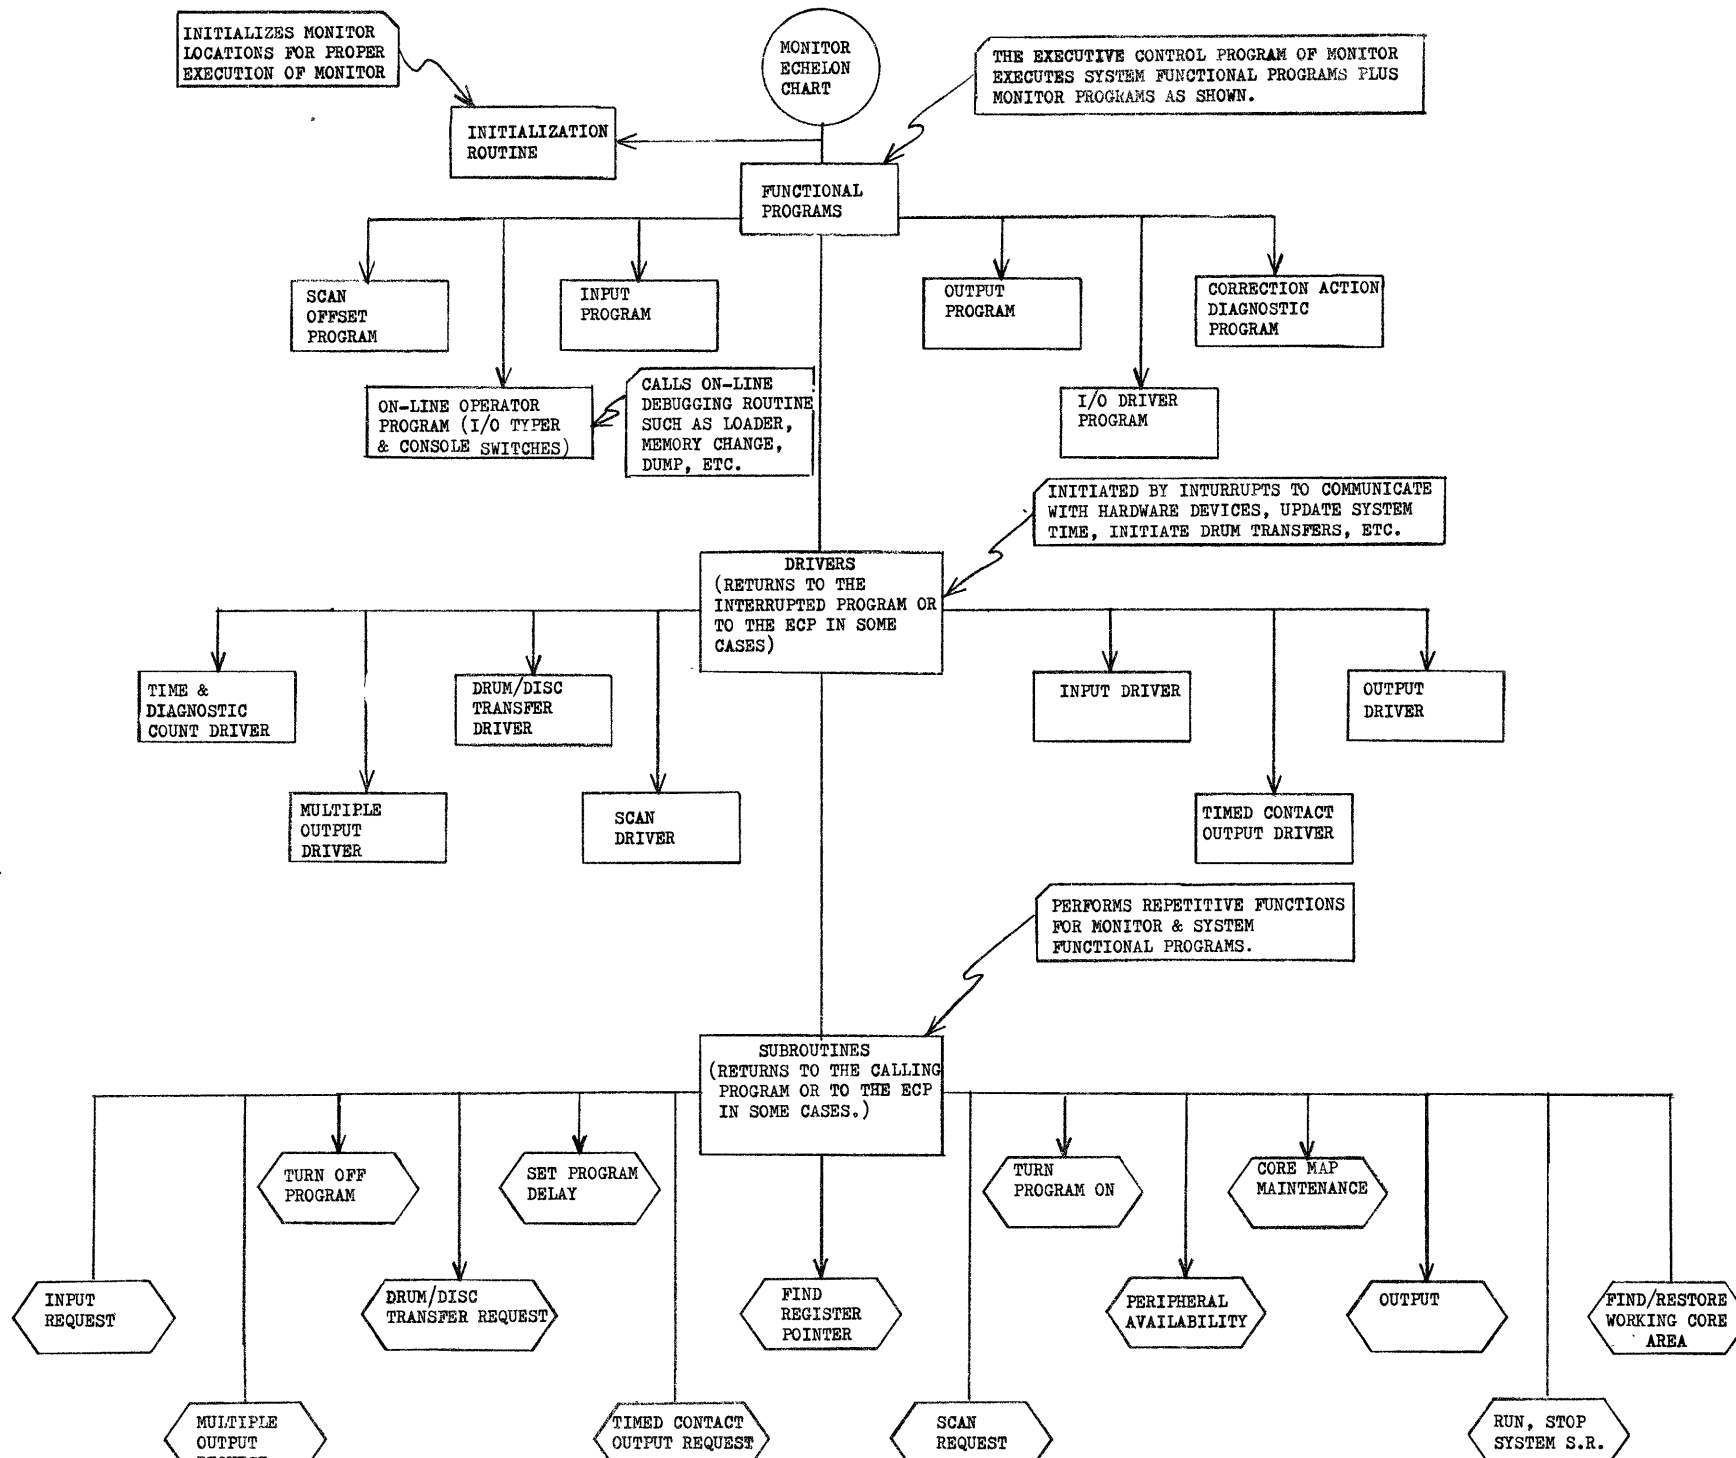 INITIALIZES MONITOR
LOCATIONS FOR PROPER
EXECUTION OF MONITOR
MONITOR
ECHELON
CHART
THE EXECUTIVE CONTROL PROGRAM OF MONITOR
EXECUTES SYSTEM FUNCTIONAL PROGRAMS PLUS
MONITOR PROGRAMS AS SHOWN.
INITIALIZATION
ROUTINE
FUNCTIONAL
PROGRAMS
SCAN
OFFSET
PROGRAM
INPUT
PROGRAM
OUTPUT
PROGRAM
CORRECTION ACTION
DIAGNOSTIC
PROGRAM
ON-LINE OPERATOR
PROGRAM (I/O TYPER
& CONSOLE SWITCHES)
CALLS ON-LINE
DEBUGGING ROUTINE
SUCH AS LOADER,
MEMORY CHANGE,
DUMP, ETC.
I/O DRIVER
PROGRAM
INITIATED BY INTURRUPTS TO COMMUNICATE
WITH HARDWARE DEVICES, UPDATE SYSTEM
TIME, INITIATE DRUM TRANSFERS, ETC.
DRIVERS
(RETURNS TO THE
INTERRUPTED PROGRAM OR
TO THE ECP IN SOME
CASES)
TIME &
DIAGNOSTIC
COUNT DRIVER
DRUM/DISC
TRANSFER
DRIVER
INPUT DRIVER
OUTPUT
DRIVER
MULTIPLE
OUTPUT
DRIVER
SCAN
DRIVER
TIMED CONTACT
OUTPUT DRIVER
PERFORMS REPETITIVE FUNCTIONS
FOR MONITOR & SYSTEM
FUNCTIONAL PROGRAMS.
SUBROUTINES
(RETURNS TO THE CALLING
PROGRAM OR TO THE ECP
IN SOME CASES.)
TURN OFF
PROGRAM
SET PROGRAM
DELAY
TURN
PROGRAM ON
CORE MAP
MAINTENANCE
INPUT
REQUEST
DRUM/DISC
TRANSFER REQUEST
FIND
REGISTER
POINTER
PERIPHERAL
AVAILABILITY
OUTPUT
FIND/RESTORE
WORKING CORE
AREA
MULTIPLE
OUTPUT
TIMED CONTACT
OUTPUT REQUEST
SCAN
REQUEST
RUN, STOP
SYSTEM S.R.